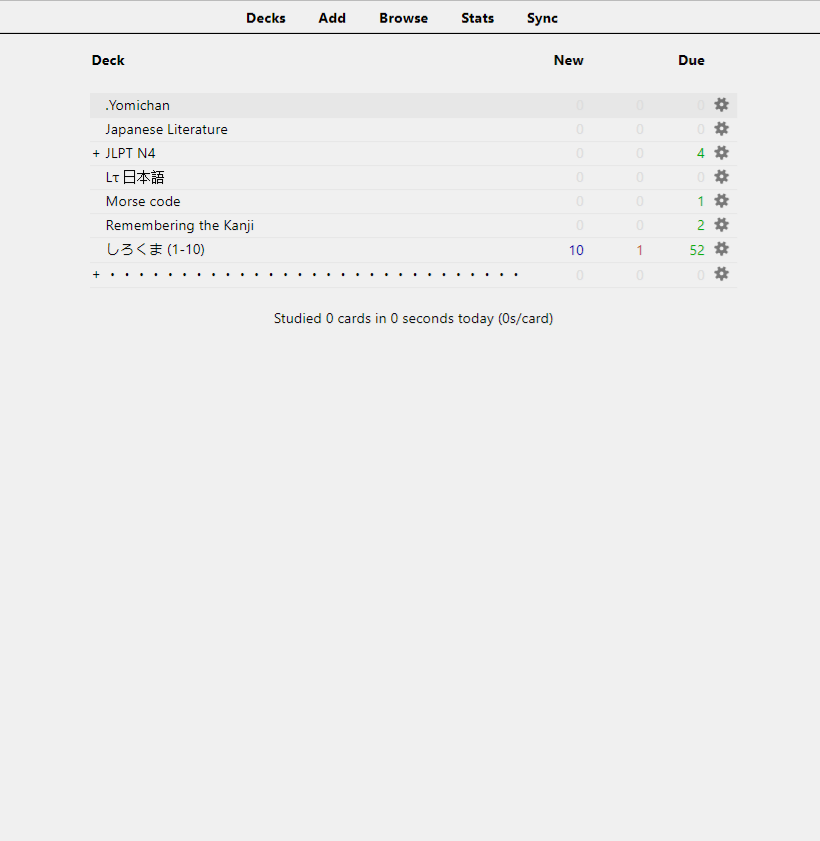 Decks Add Browse Stats Sync
Deck New Due
.Yomichan 0 0 0
Japanese Literature 0 0 0
+ JLPT N4 0 0 4
Lτ 日本語 0 0 0
Morse code 0 0 1
Remembering the Kanji 0 0 2
しろくま (1-10) 10 1 52
+ ・・・・・・・・・・・・・・・・・・・・・・・・・・・・・ 0 0 0
Studied 0 cards in 0 seconds today (0s/card)